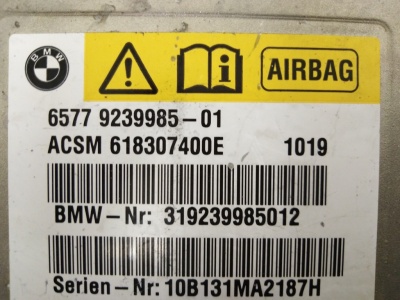 BMW
AIRBAG
6577 9239985-01
ACSM 618307400E 1019
BMW-Nr: 319239985012
Serien-Nr: 10B131MA2187H